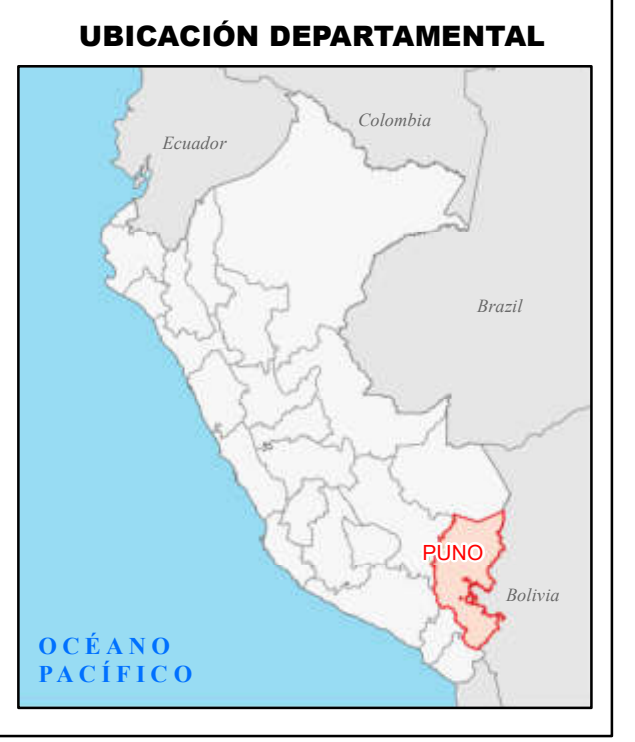 UBICACIÓN DEPARTAMENTAL
Colombia
Ecuador
Brazil
PUNO
Bolivia
OCÉANO
PACÍFICO